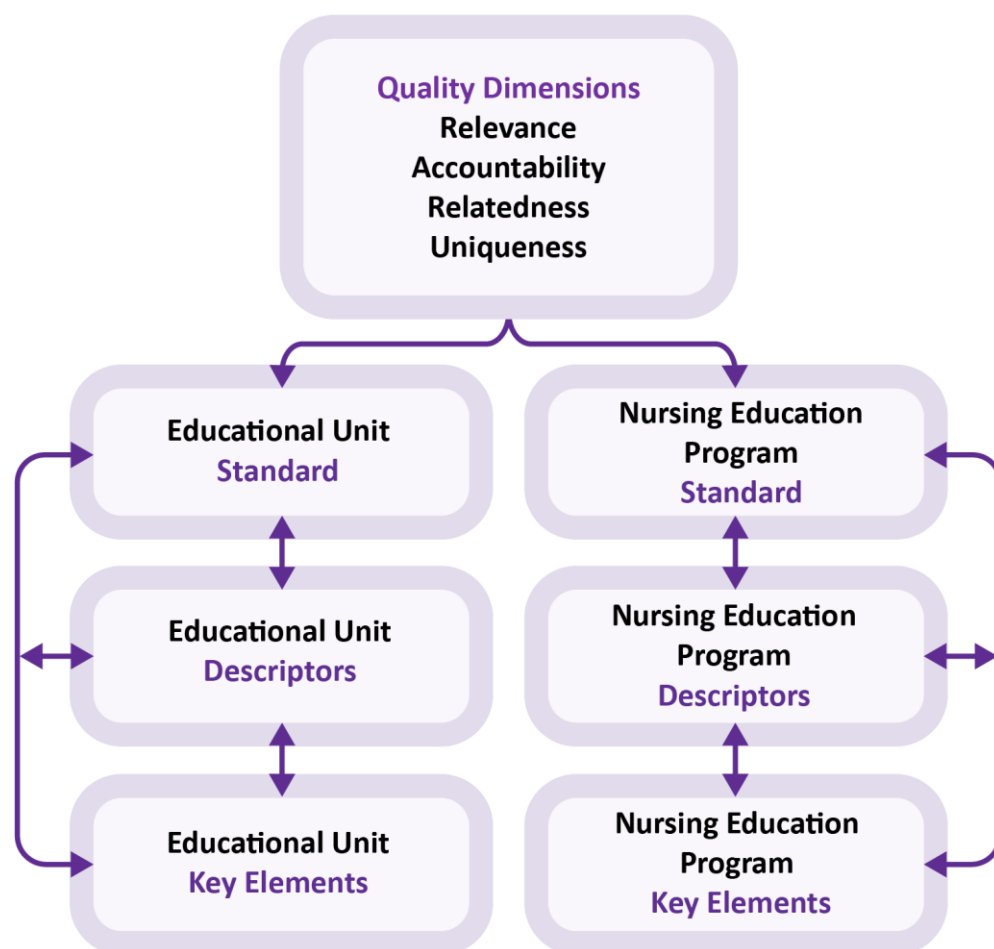 Quality Dimensions
Relevance
Accountability
Relatedness
Uniqueness
Educational Unit
Standard
Nursing Education
Program
Standard
Educational Unit
Descriptors
Nursing Education
Program
Descriptors
Educational Unit
Key Elements
Nursing Education
Program
Key Elements